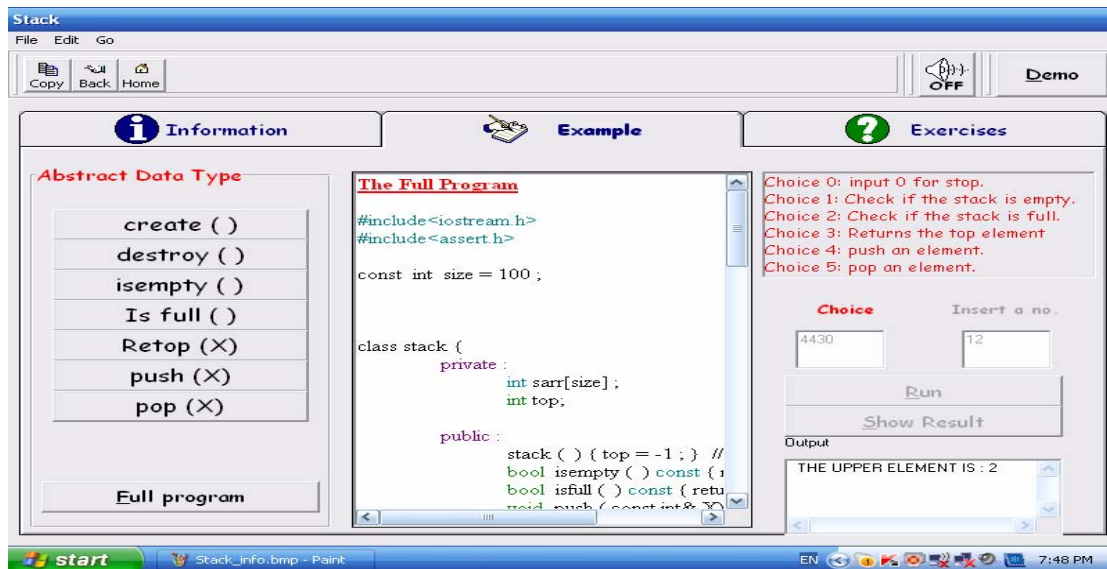 Stack
File Edit Go
Copy Back Home
OFF
Demo
Information
Example
Exercises
Abstract Data Type
create ( )
destroy ( )
isempty ( )
Is full ( )
Retop (X)
push (X)
pop (X)
Full program
The Full Program
#include<iostream.h>
#include<assert.h>
const int size = 100 ;
class stack {
private :
int sarr[size] ;
int top;
public :
stack ( ) { top = -1 ; } //
bool isempty ( ) const {
bool isfull ( ) const { retu
void push ( const int& X)
Choice 0: input 0 for stop.
Choice 1: Check if the stack is empty.
Choice 2: Check if the stack is full.
Choice 3: Returns the top element
Choice 4: push an element.
Choice 5: pop an element.
Choice Insert a no.
4430 12
Run
Show Result
Output
THE UPPER ELEMENT IS : 2
start Stack_info.bmp - Paint EN 7:48 PM